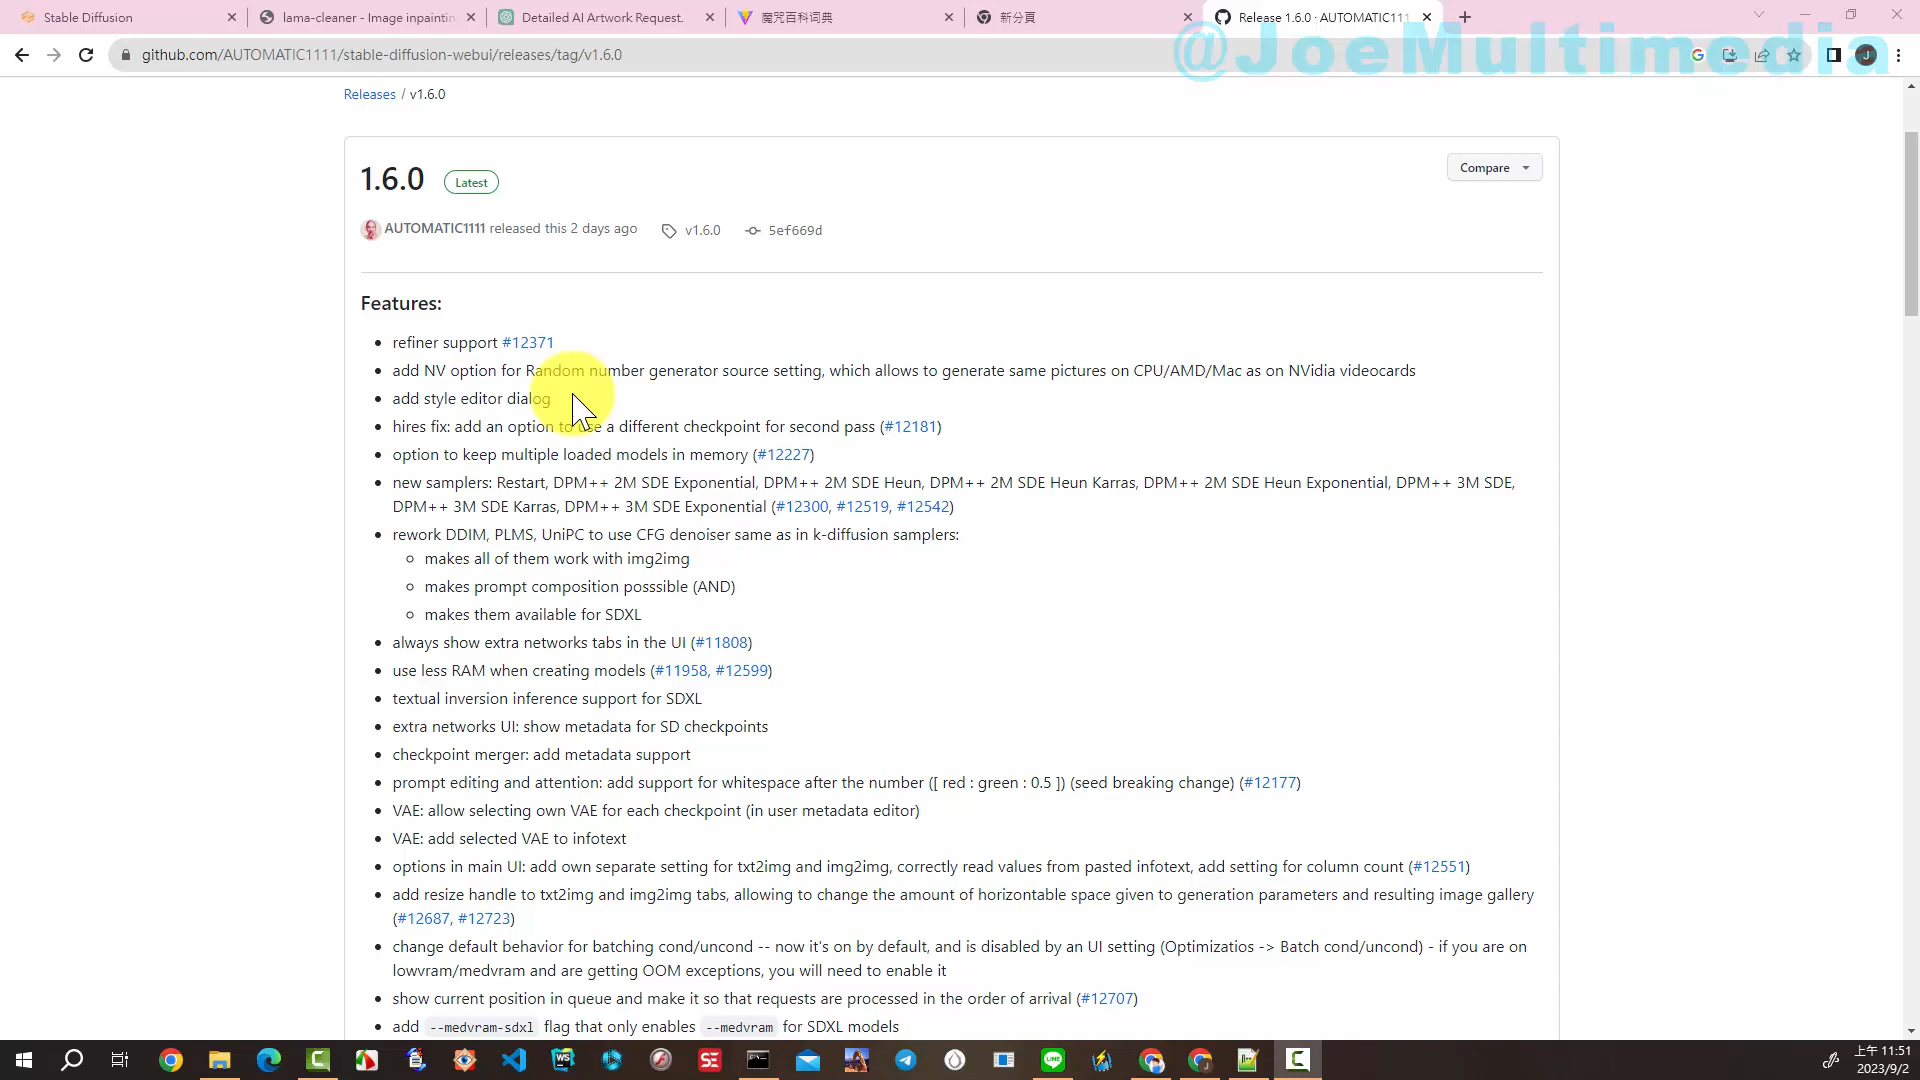 Stable Diffusion
lama-cleaner - Image inpaintin
Detailed AI Artwork Request.
魔咒百科词典
新分頁
Release 1.6.0 · AUTOMATIC111
github.com/AUTOMATIC1111/stable-diffusion-webui/releases/tag/v1.6.0
@JoeMultimedia
Releases / v1.6.0
1.6.0 Latest
Compare
AUTOMATIC1111 released this 2 days ago v1.6.0 5ef669d
Features:
• refiner support #12371
• add NV option for Random number generator source setting, which allows to generate same pictures on CPU/AMD/Mac as on NVidia videocards
• add style editor dialog
• hires fix: add an option to use a different checkpoint for second pass (#12181)
• option to keep multiple loaded models in memory (#12227)
• new samplers: Restart, DPM++ 2M SDE Exponential, DPM++ 2M SDE Heun, DPM++ 2M SDE Heun Karras, DPM++ 2M SDE Heun Exponential, DPM++ 3M SDE,
DPM++ 3M SDE Karras, DPM++ 3M SDE Exponential (#12300, #12519, #12542)
• rework DDIM, PLMS, UniPC to use CFG denoiser same as in k-diffusion samplers:
○ makes all of them work with img2img
○ makes prompt composition posssible (AND)
○ makes them available for SDXL
• always show extra networks tabs in the UI (#11808)
• use less RAM when creating models (#11958, #12599)
• textual inversion inference support for SDXL
• extra networks UI: show metadata for SD checkpoints
• checkpoint merger: add metadata support
• prompt editing and attention: add support for whitespace after the number ([ red : green : 0.5 ]) (seed breaking change) (#12177)
• VAE: allow selecting own VAE for each checkpoint (in user metadata editor)
• VAE: add selected VAE to infotext
• options in main UI: add own separate setting for txt2img and img2img, correctly read values from pasted infotext, add setting for column count (#12551)
• add resize handle to txt2img and img2img tabs, allowing to change the amount of horizontable space given to generation parameters and resulting image gallery
(#12687, #12723)
• change default behavior for batching cond/uncond -- now it's on by default, and is disabled by an UI setting (Optimizatios -> Batch cond/uncond) - if you are on
lowvram/medvram and are getting OOM exceptions, you will need to enable it
• show current position in queue and make it so that requests are processed in the order of arrival (#12707)
• add --medvram-sdxl flag that only enables --medvram for SDXL models
上午 11:51
2023/9/2